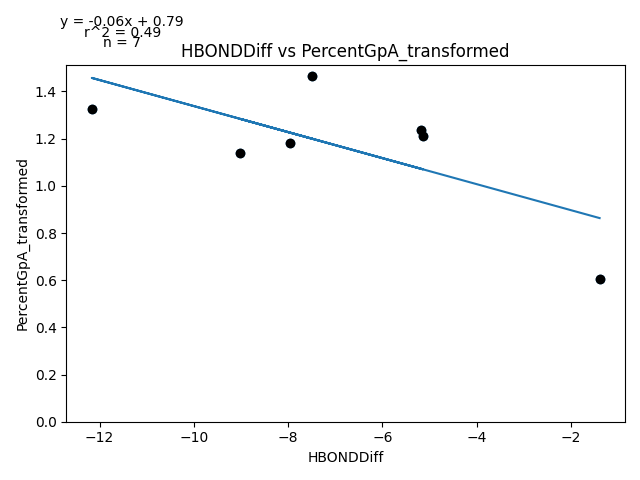 y = -0.06x + 0.79
r^2 = 0.49
n = 7
HBONDDiff vs PercentGpA_transformed
PercentGpA_transformed
1.4
1.2
1.0
0.8
0.6
0.4
0.2
0.0
−12 −10 −8 −6 −4 −2
HBONDDiff